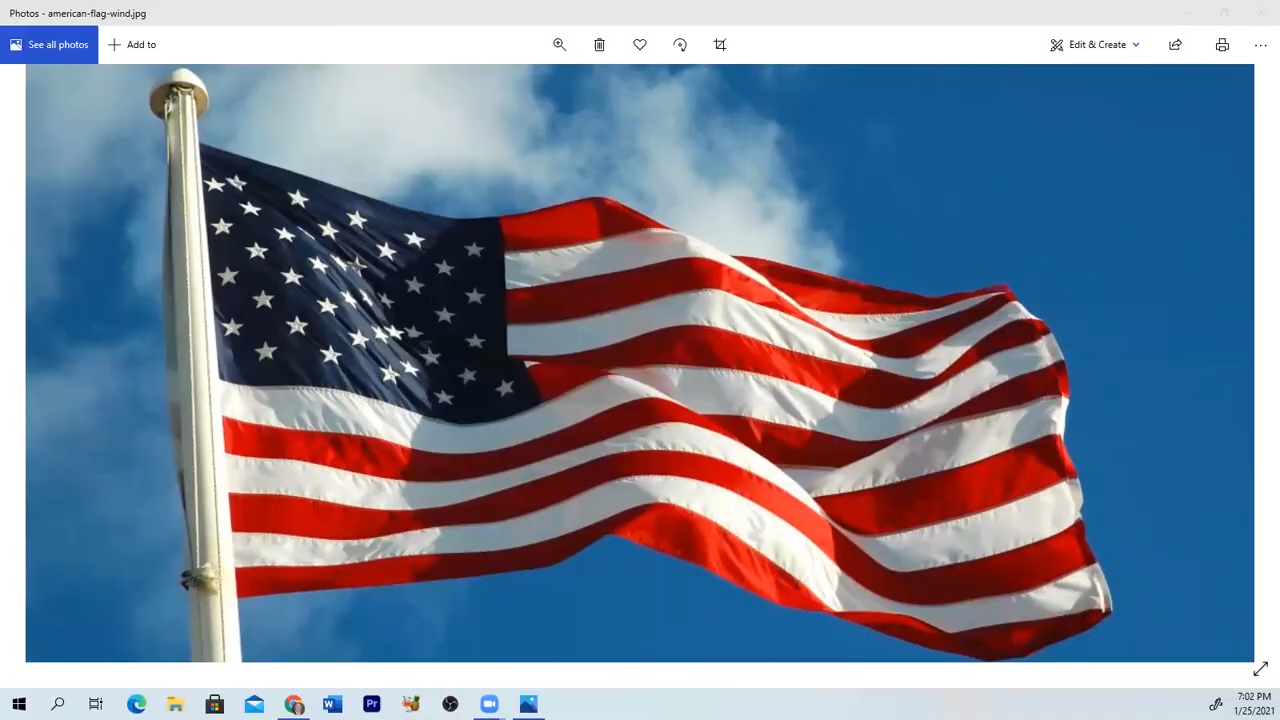 Photos - american-flag-wind.jpg
See all photos
Add to
Edit & Create
7:02 PM
1/25/2021